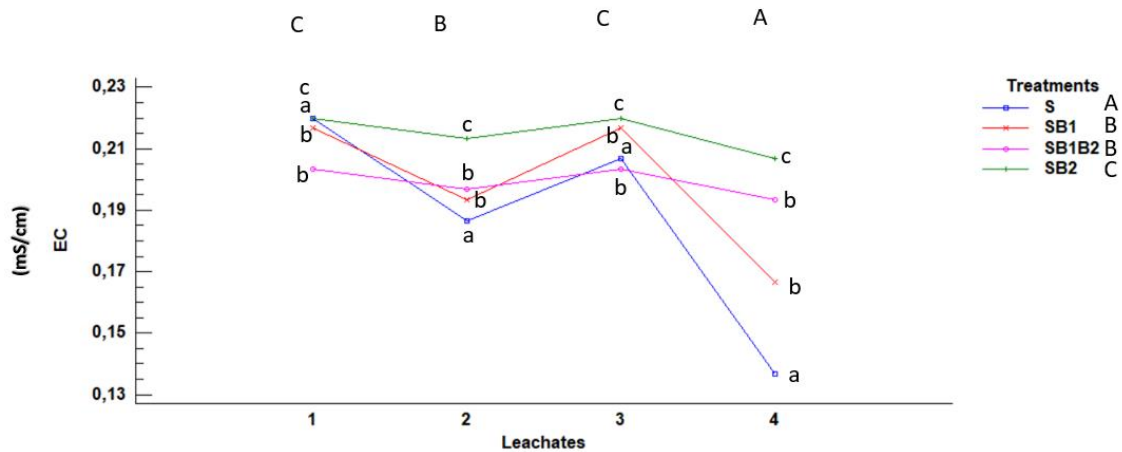 C B C A
Treatments
S A
SB1 B
SB1B2 B
SB2 C
0,23
0,21
0,19
0,17
0,15
0,13
EC
(mS/cm)
c
a
b
b
c
b
b
a
c
b
a
b
c
b
b
a
1 2 3 4
Leachates